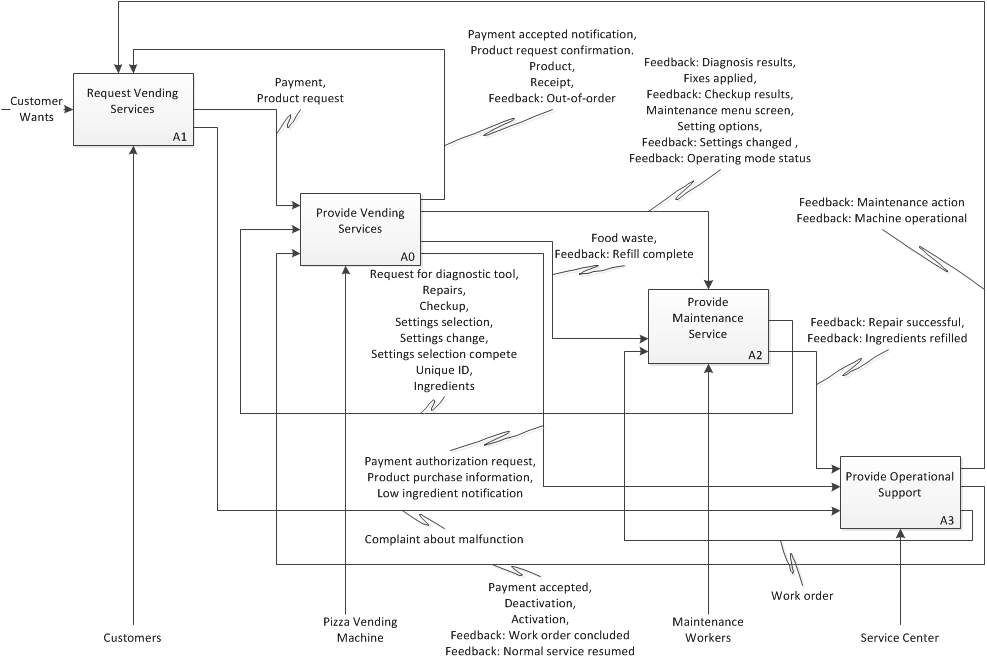 Payment accepted notification,
Product request confirmation,
Product,
Receipt,
Feedback: Out-of-order
Feedback: Diagnosis results,
Fixes applied,
Feedback: Checkup results,
Maintenance menu screen,
Setting options,
Feedback: Settings changed ,
Feedback: Operating mode status
Customer
Wants
Request Vending
Services
A1
Payment,
Product request
Feedback: Maintenance action
Feedback: Machine operational
Provide Vending
Services
A0
Food waste,
Feedback: Refill complete
Request for diagnostic tool,
Repairs,
Checkup,
Settings selection,
Settings change,
Settings selection compete
Unique ID,
Ingredients
Provide
Maintenance
Service
A2
Feedback: Repair successful,
Feedback: Ingredients refilled
Payment authorization request,
Product purchase information,
Low ingredient notification
Provide Operational
Support
A3
Complaint about malfunction
Payment accepted,
Deactivation,
Activation,
Feedback: Work order concluded
Feedback: Normal service resumed
Work order
Customers
Pizza Vending
Machine
Maintenance
Workers
Service Center